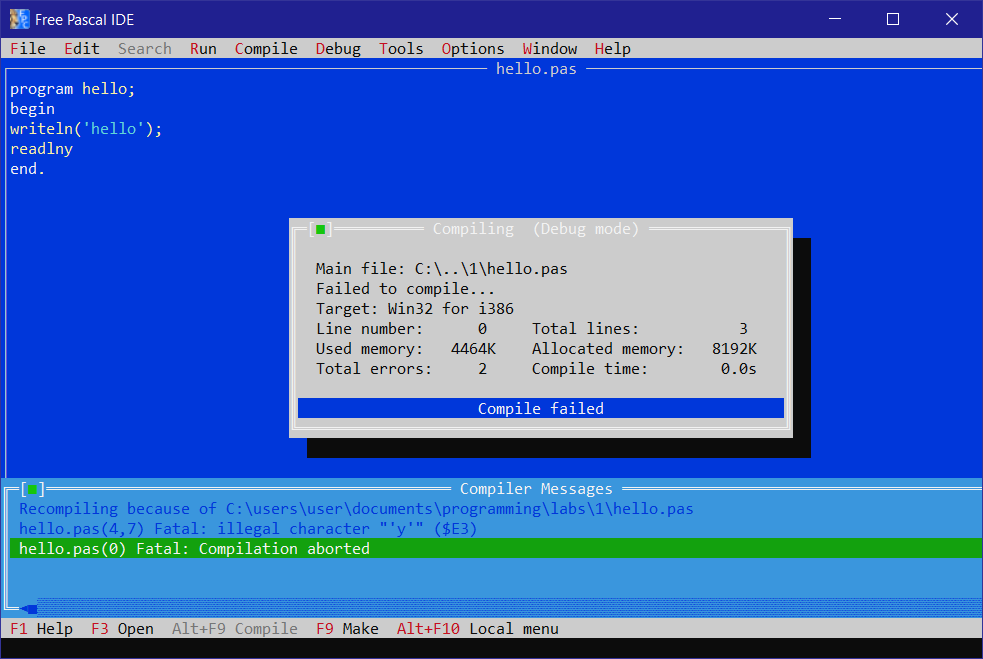 Free Pascal IDE
File Edit Search Run Compile Debug Tools Options Window Help
hello.pas
program hello;
begin
writeln('hello');
readlnу
end.
Compiling (Debug mode)
Main file: C:\..\1\hello.pas
Failed to compile...
Target: Win32 for i386
Line number: 0 Total lines: 3
Used memory: 4464K Allocated memory: 8192K
Total errors: 2 Compile time: 0.0s
Compile failed
Compiler Messages
Recompiling because of C:\users\user\documents\programming\labs\1\hello.pas
hello.pas(4,7) Fatal: illegal character "'у'" ($E3)
hello.pas(0) Fatal: Compilation aborted
F1 Help F3 Open Alt+F9 Compile F9 Make Alt+F10 Local menu